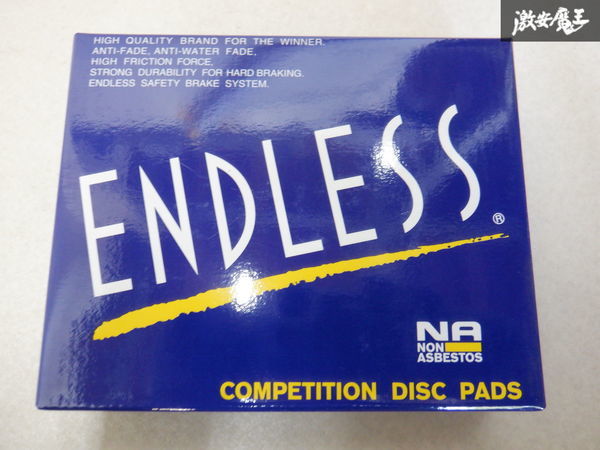 激安魔王
HIGH QUALITY BRAND FOR THE WINNER.
ANTI-FADE, ANTI-WATER FADE,
HIGH FRICTION FORCE,
STRONG DURABILITY FOR HARD BRAKING.
ENDLESS SAFETY BRAKE SYSTEM.
ENDLESS®
NA
NON
ASBESTOS
COMPETITION DISC PADS